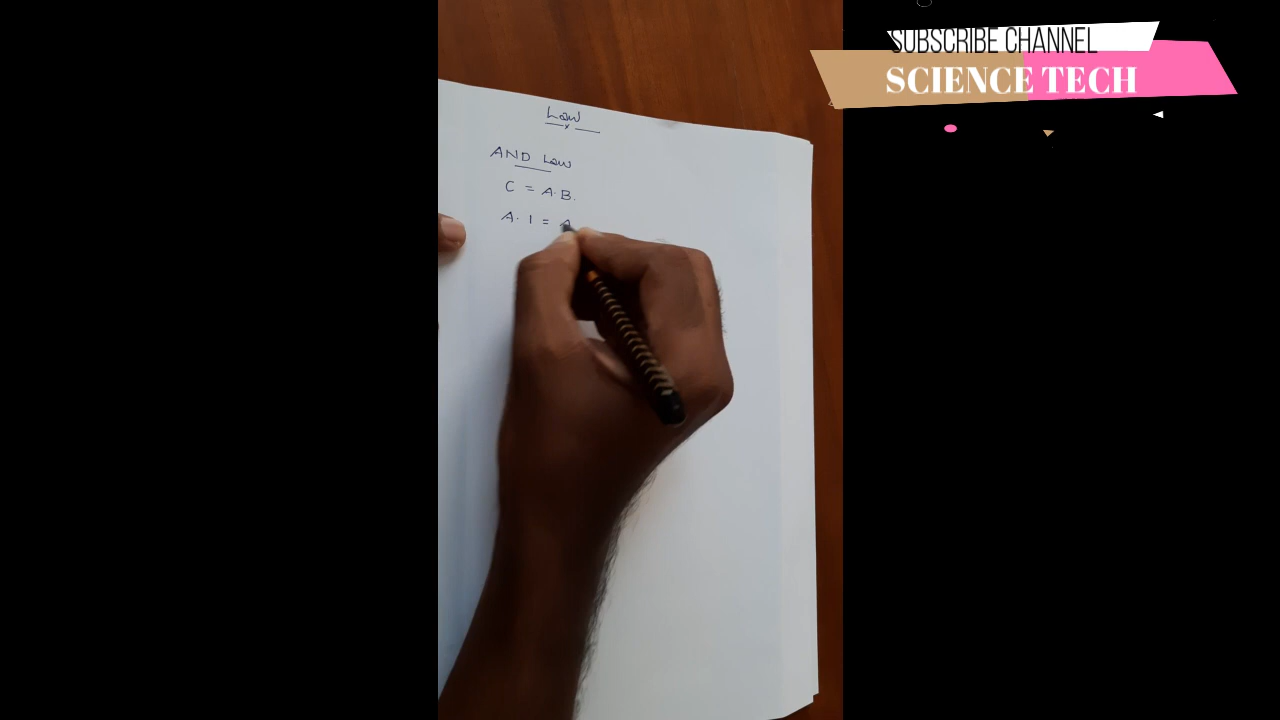 SUBSCRIBE CHANNEL
SCIENCE TECH
Law
AND Law
C = A.B.
A. 1 = A